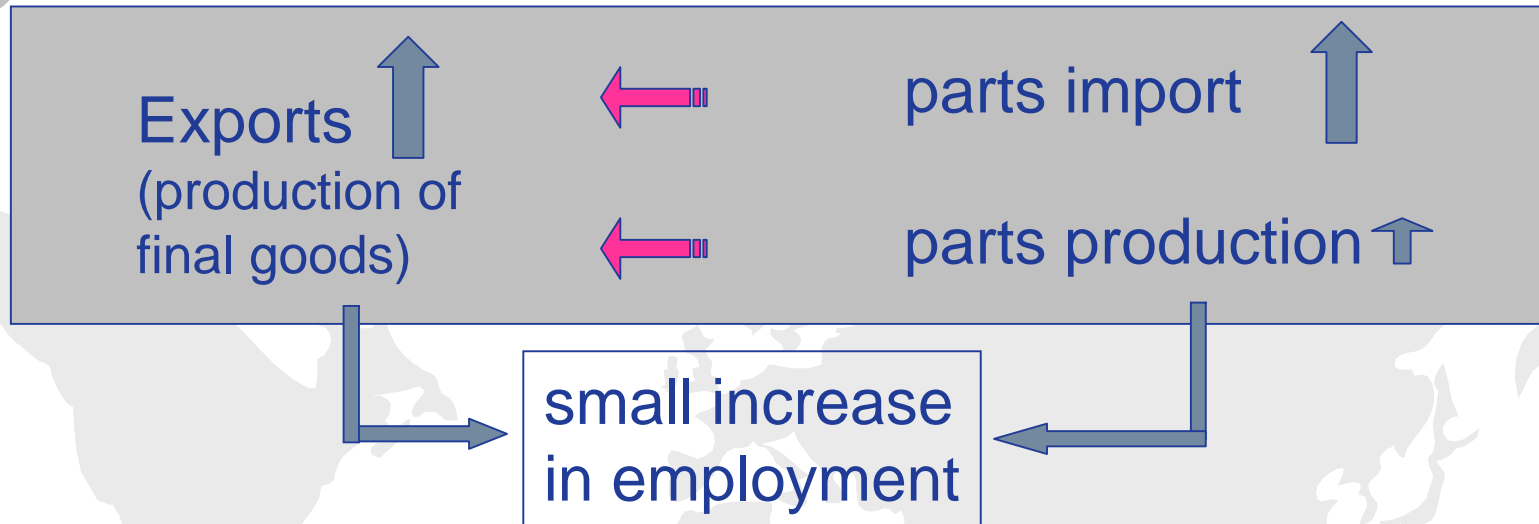 Exports
(production of
final goods)
parts import
parts production
small increase
in employment